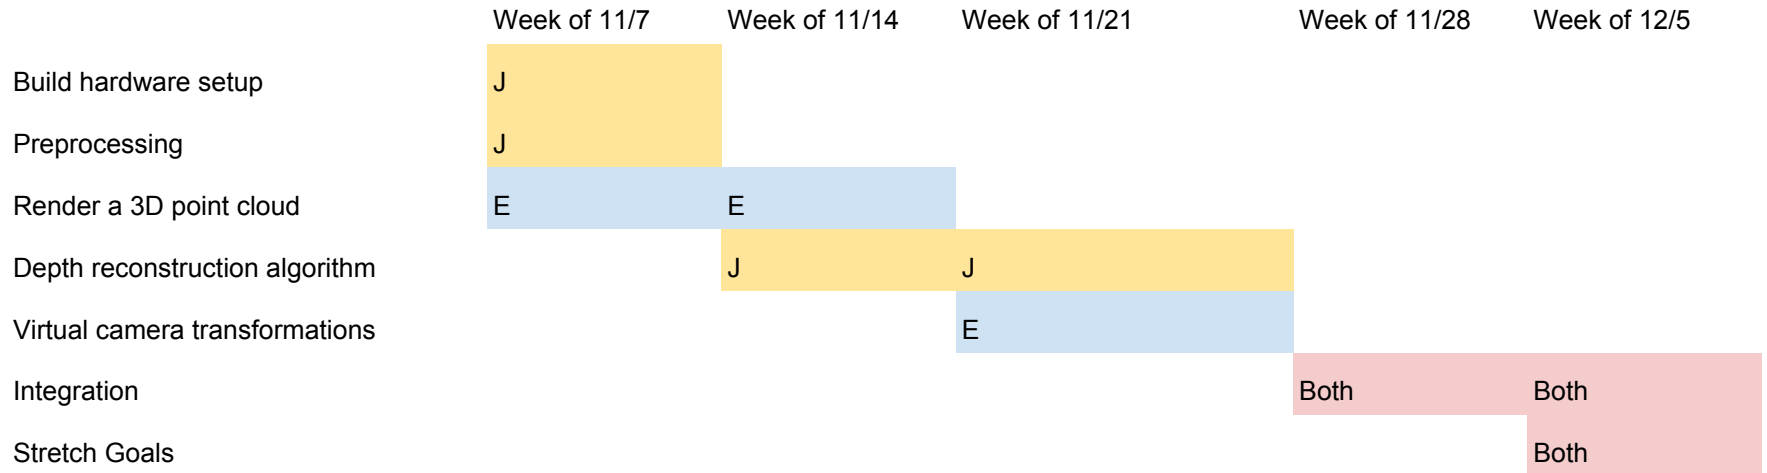 Week of 11/7 Week of 11/14 Week of 11/21 Week of 11/28 Week of 12/5
Build hardware setup J
Preprocessing J
Render a 3D point cloud E E
Depth reconstruction algorithm J J
Virtual camera transformations E
Integration Both Both
Stretch Goals Both